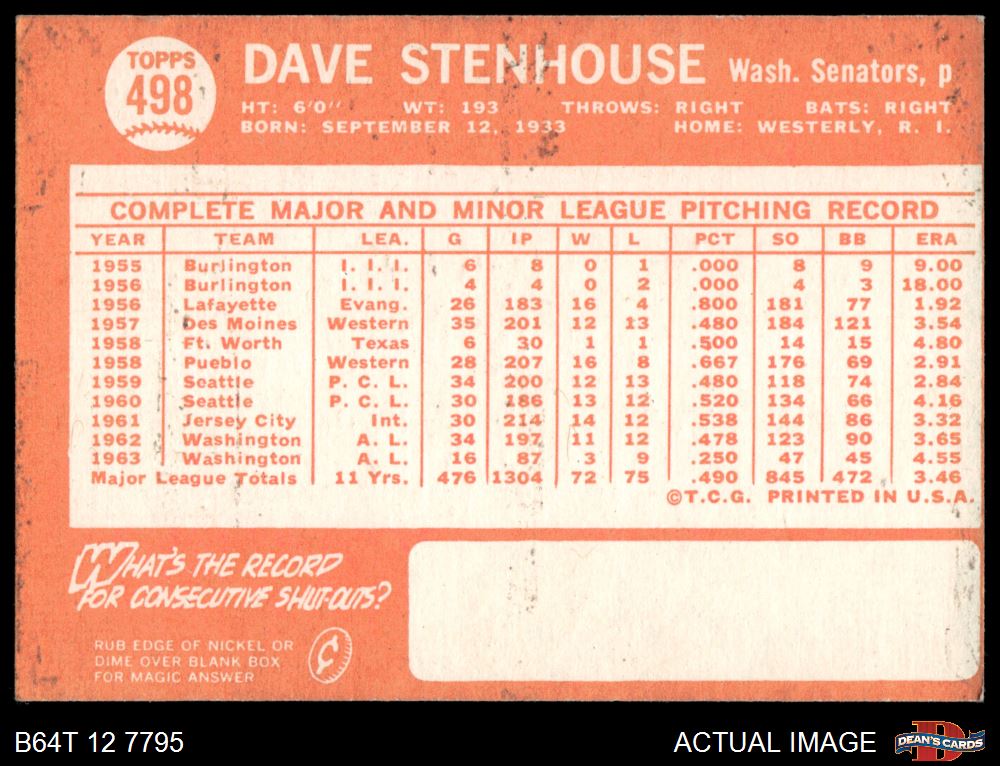 TOPPS
498
DAVE STENHOUSE Wash. Senators, p
HT: 6'0" WT: 193 THROWS: RIGHT BATS: RIGHT
BORN: SEPTEMBER 12, 1933 HOME: WESTERLY, R. I.
COMPLETE MAJOR AND MINOR LEAGUE PITCHING RECORD
YEAR TEAM LEA. G IP W L PCT SO BB ERA
1955 Burlington I. I. I. 6 8 0 1 .000 8 9 9.00
1956 Burlington I. I. I. 4 4 0 2 .000 4 3 18.00
1956 Lafayette Evang. 26 183 16 4 .800 181 77 1.92
1957 Des Moines Western 35 201 12 13 .480 184 121 3.54
1958 Ft. Worth Texas 6 30 1 1 .500 14 15 4.80
1958 Pueblo Western 28 207 16 8 .667 176 69 2.91
1959 Seattle P. C. L. 34 200 12 13 .480 118 74 2.84
1960 Seattle P. C. L. 30 186 13 12 .520 134 66 4.16
1961 Jersey City Int. 30 214 14 12 .538 144 86 3.32
1962 Washington A. L. 34 197 11 12 .478 123 90 3.65
1963 Washington A. L. 16 87 3 9 .250 47 45 4.55
Major League Totals 11 Yrs. 476 1304 72 75 .490 845 472 3.46
©T.C.G. PRINTED IN U.S.A.
WHAT'S THE RECORD
FOR CONSECUTIVE SHUT-OUTS?
RUB EDGE OF NICKEL OR
DIME OVER BLANK BOX
FOR MAGIC ANSWER
¢
B64T 12 7795 ACTUAL IMAGE DEAN'S CARDS